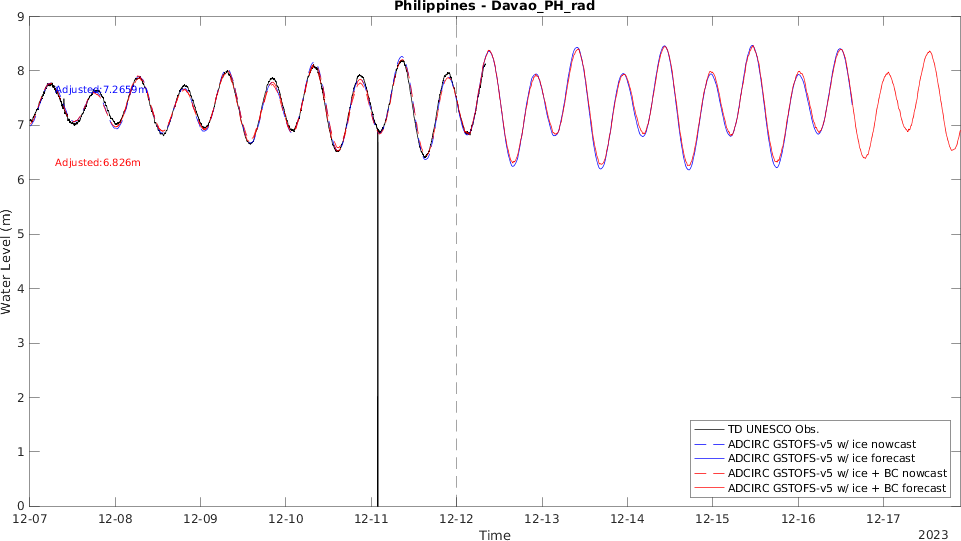 Philippines - Davao_PH_rad
9
8
7
6
5
4
3
2
1
0
Water Level (m)
Adjusted:7.2659m
Adjusted:6.826m
TD UNESCO Obs.
ADCIRC GSTOFS-v5 w/ ice nowcast
ADCIRC GSTOFS-v5 w/ ice forecast
ADCIRC GSTOFS-v5 w/ ice + BC nowcast
ADCIRC GSTOFS-v5 w/ ice + BC forecast
12-07 12-08 12-09 12-10 12-11 12-12 12-13 12-14 12-15 12-16 12-17
Time
2023